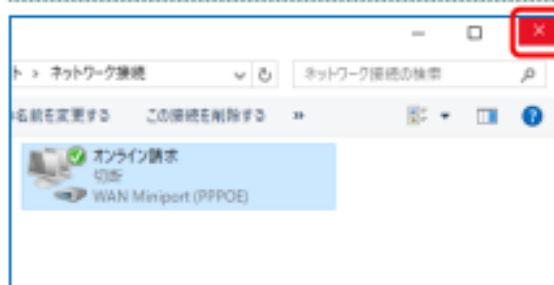 ト › ネットワーク接続
ネットワーク接続の検索
名前を変更する この接続を削除する »
オンライン請求
切断
WAN Miniport (PPPOE)